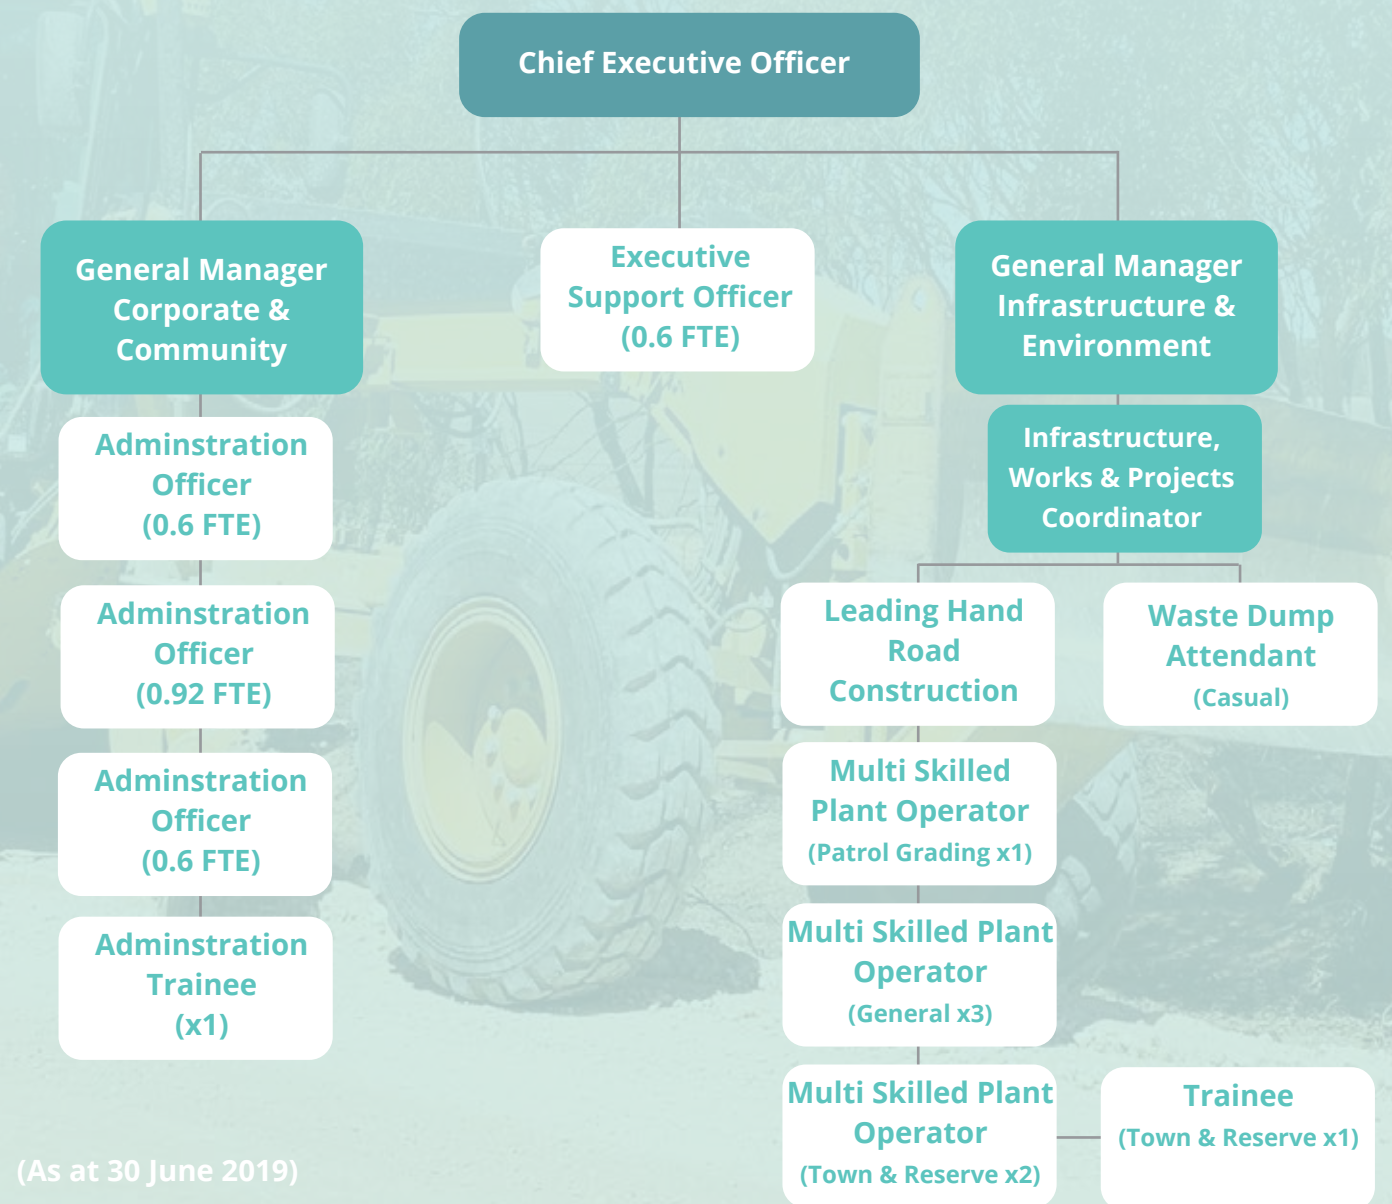 Chief Executive Officer
General Manager
Corporate &
Community
Executive
Support Officer
(0.6 FTE)
General Manager
Infrastructure &
Environment
Adminstration
Officer
(0.6 FTE)
Adminstration
Officer
(0.92 FTE)
Adminstration
Officer
(0.6 FTE)
Adminstration
Trainee
(x1)
Infrastructure,
Works & Projects
Coordinator
Leading Hand
Road
Construction
Waste Dump
Attendant
(Casual)
Multi Skilled
Plant Operator
(Patrol Grading x1)
Multi Skilled Plant
Operator
(General x3)
Multi Skilled Plant
Operator
(Town & Reserve x2)
Trainee
(Town & Reserve x1)
(As at 30 June 2019)